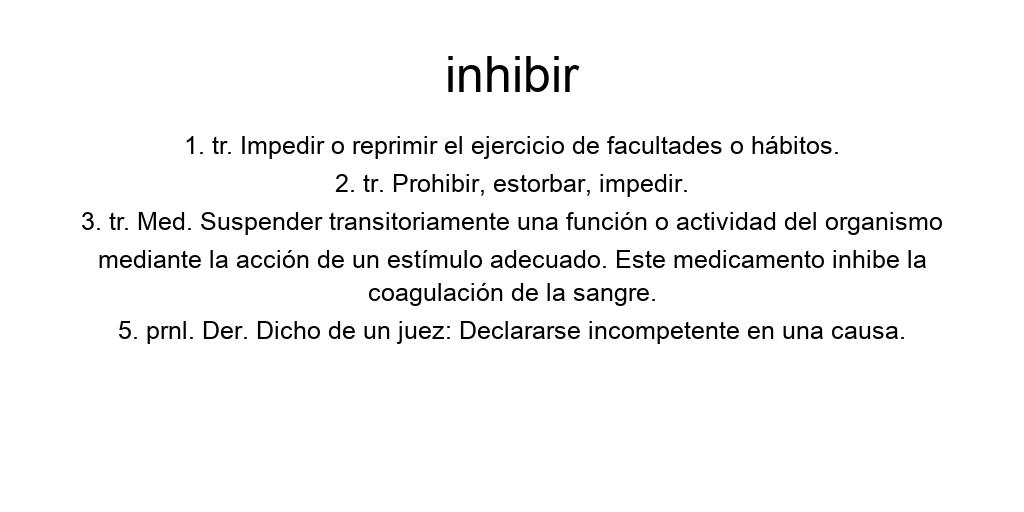 inhibir
1. tr. Impedir o reprimir el ejercicio de facultades o hábitos.
2. tr. Prohibir, estorbar, impedir.
3. tr. Med. Suspender transitoriamente una función o actividad del organismo
mediante la acción de un estímulo adecuado. Este medicamento inhibe la
coagulación de la sangre.
5. prnl. Der. Dicho de un juez: Declararse incompetente en una causa.